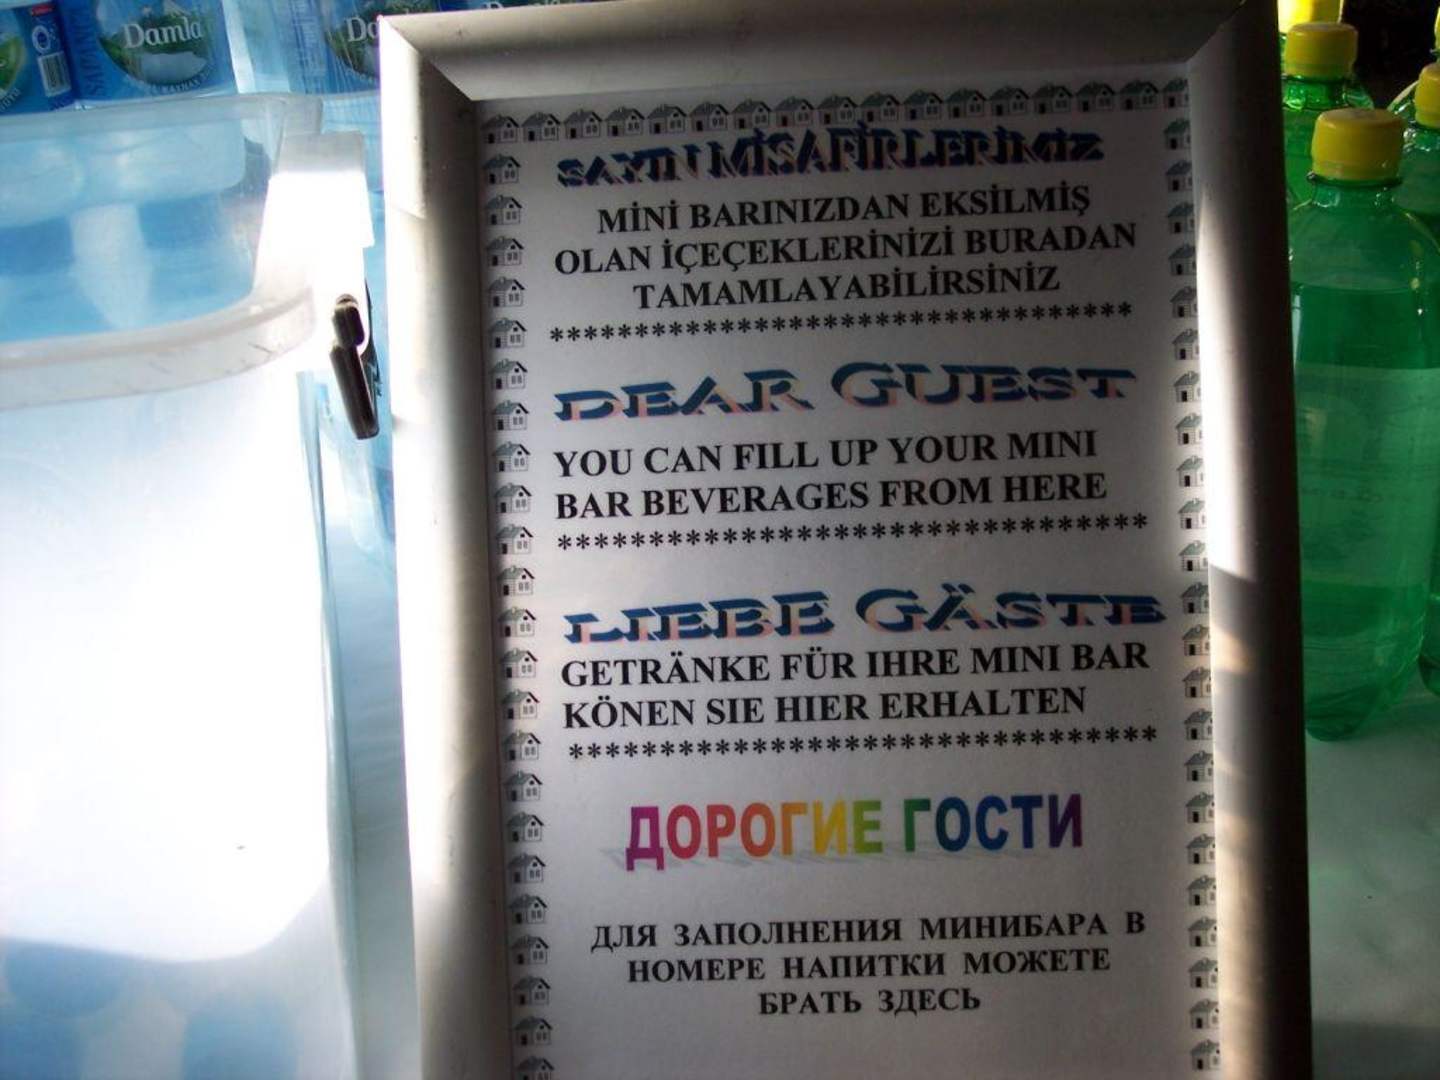 Damla
SAYIN MİSAFİRLERİMİZ
MİNİ BARINIZDAN EKSİLMİŞ
OLAN İÇEÇEKLERİNİZİ BURADAN
TAMAMLAYABİLİRSİNİZ
********************************
DEAR GUEST
YOU CAN FILL UP YOUR MINI
BAR BEVERAGES FROM HERE
********************************
LIEBE GÄSTE
GETRÄNKE FÜR IHRE MINI BAR
KÖNEN SIE HIER ERHALTEN
********************************
ДОРОГИЕ ГОСТИ
ДЛЯ ЗАПОЛНЕНИЯ МИНИБАРА В
НОМЕРЕ НАПИТКИ МОЖЕТЕ
БРАТЬ ЗДЕСЬ